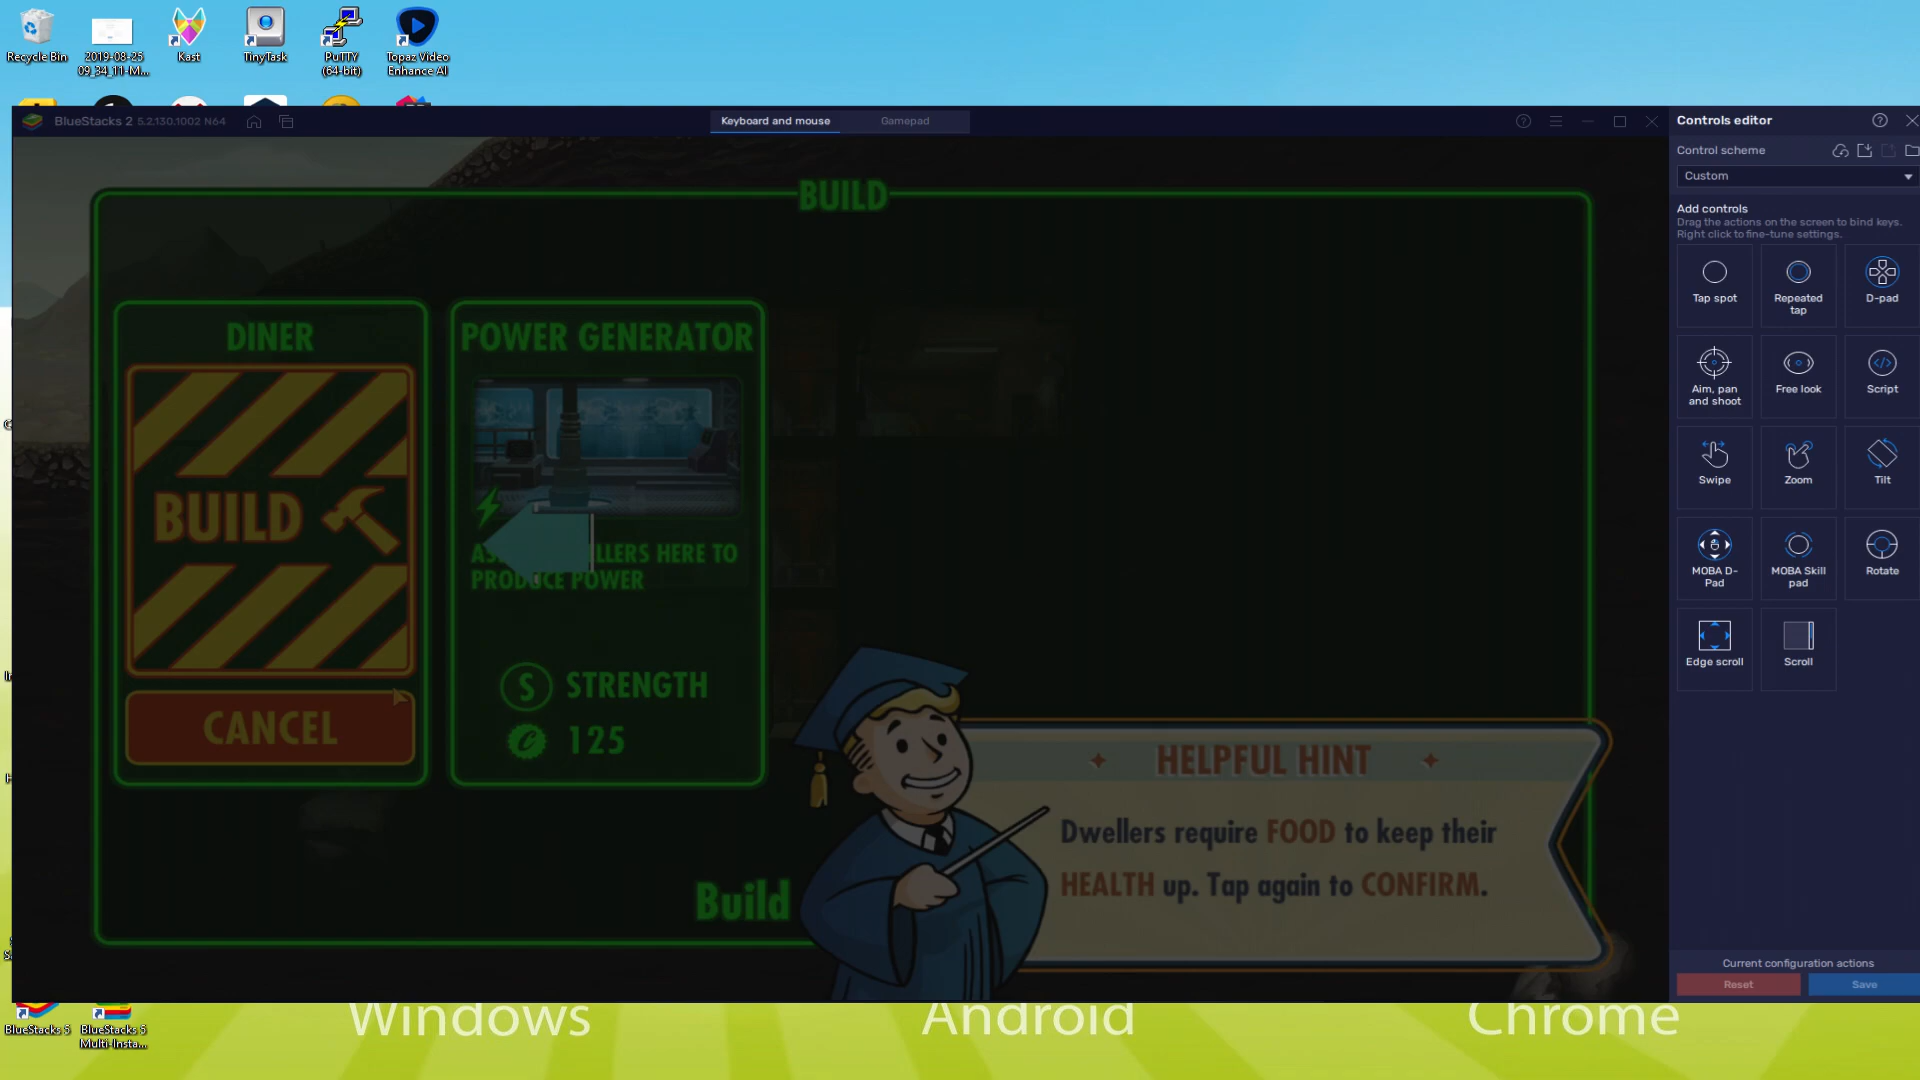 Recycle Bin
2019-08-25
09_34_11-M...
Kast
TinyTask
PuTTY
(64-bit)
Topaz Video
Enhance AI
BlueStacks 2 5.2.130.1002 N64
Keyboard and mouse
Gamepad
BUILD
DINER
BUILD
CANCEL
POWER GENERATOR
LLERS HERE TO
PRODUCE POWER
S STRENGTH
125
Build
HELPFUL HINT
Dwellers require FOOD to keep their
HEALTH up. Tap again to CONFIRM.
Controls editor
Control scheme
Custom
Add controls
Drag the actions on the screen to bind keys.
Right click to fine-tune settings.
Tap spot
Repeated
tap
D-pad
Aim, pan
and shoot
Free look
Script
Swipe
Zoom
Tilt
MOBA D-
Pad
MOBA Skill
pad
Rotate
Edge scroll
Scroll
Current configuration actions
Reset
Save
BlueStacks 5
BlueStacks 5
Multi-Insta...
Windows
Android
Chrome